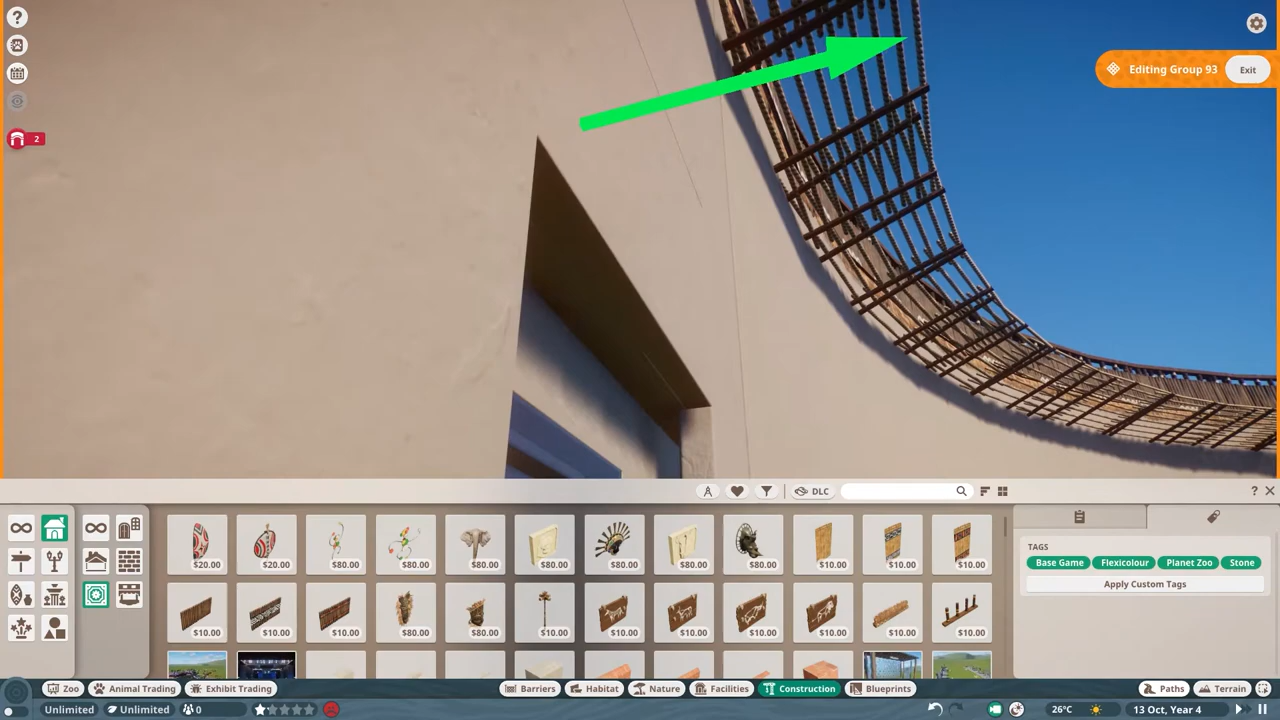 ?
2
Editing Group 93
Exit
DLC
?
$20.00 $20.00 $80.00 $80.00 $80.00 $80.00 $80.00 $80.00 $80.00 $10.00 $10.00 $10.00
$10.00 $10.00 $10.00 $80.00 $80.00 $10.00 $10.00 $10.00 $10.00 $10.00 $10.00 $10.00
TAGS
Base Game Flexicolour Planet Zoo Stone
Apply Custom Tags
Zoo Animal Trading Exhibit Trading Barriers Habitat Nature Facilities Construction Blueprints Paths Terrain
Unlimited Unlimited 0 26°C 13 Oct, Year 4